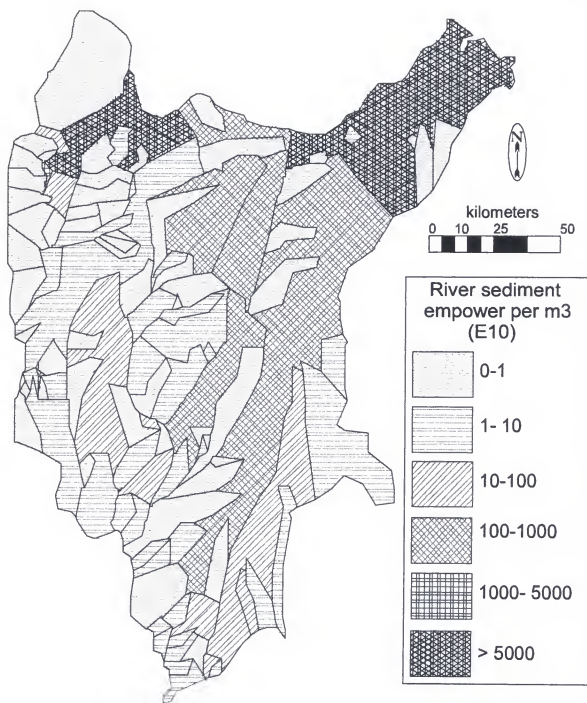 Z
kilometers
0 10 25 50
River sediment
empower per m3
(E10)
0-1
1- 10
10-100
100-1000
1000- 5000
> 5000